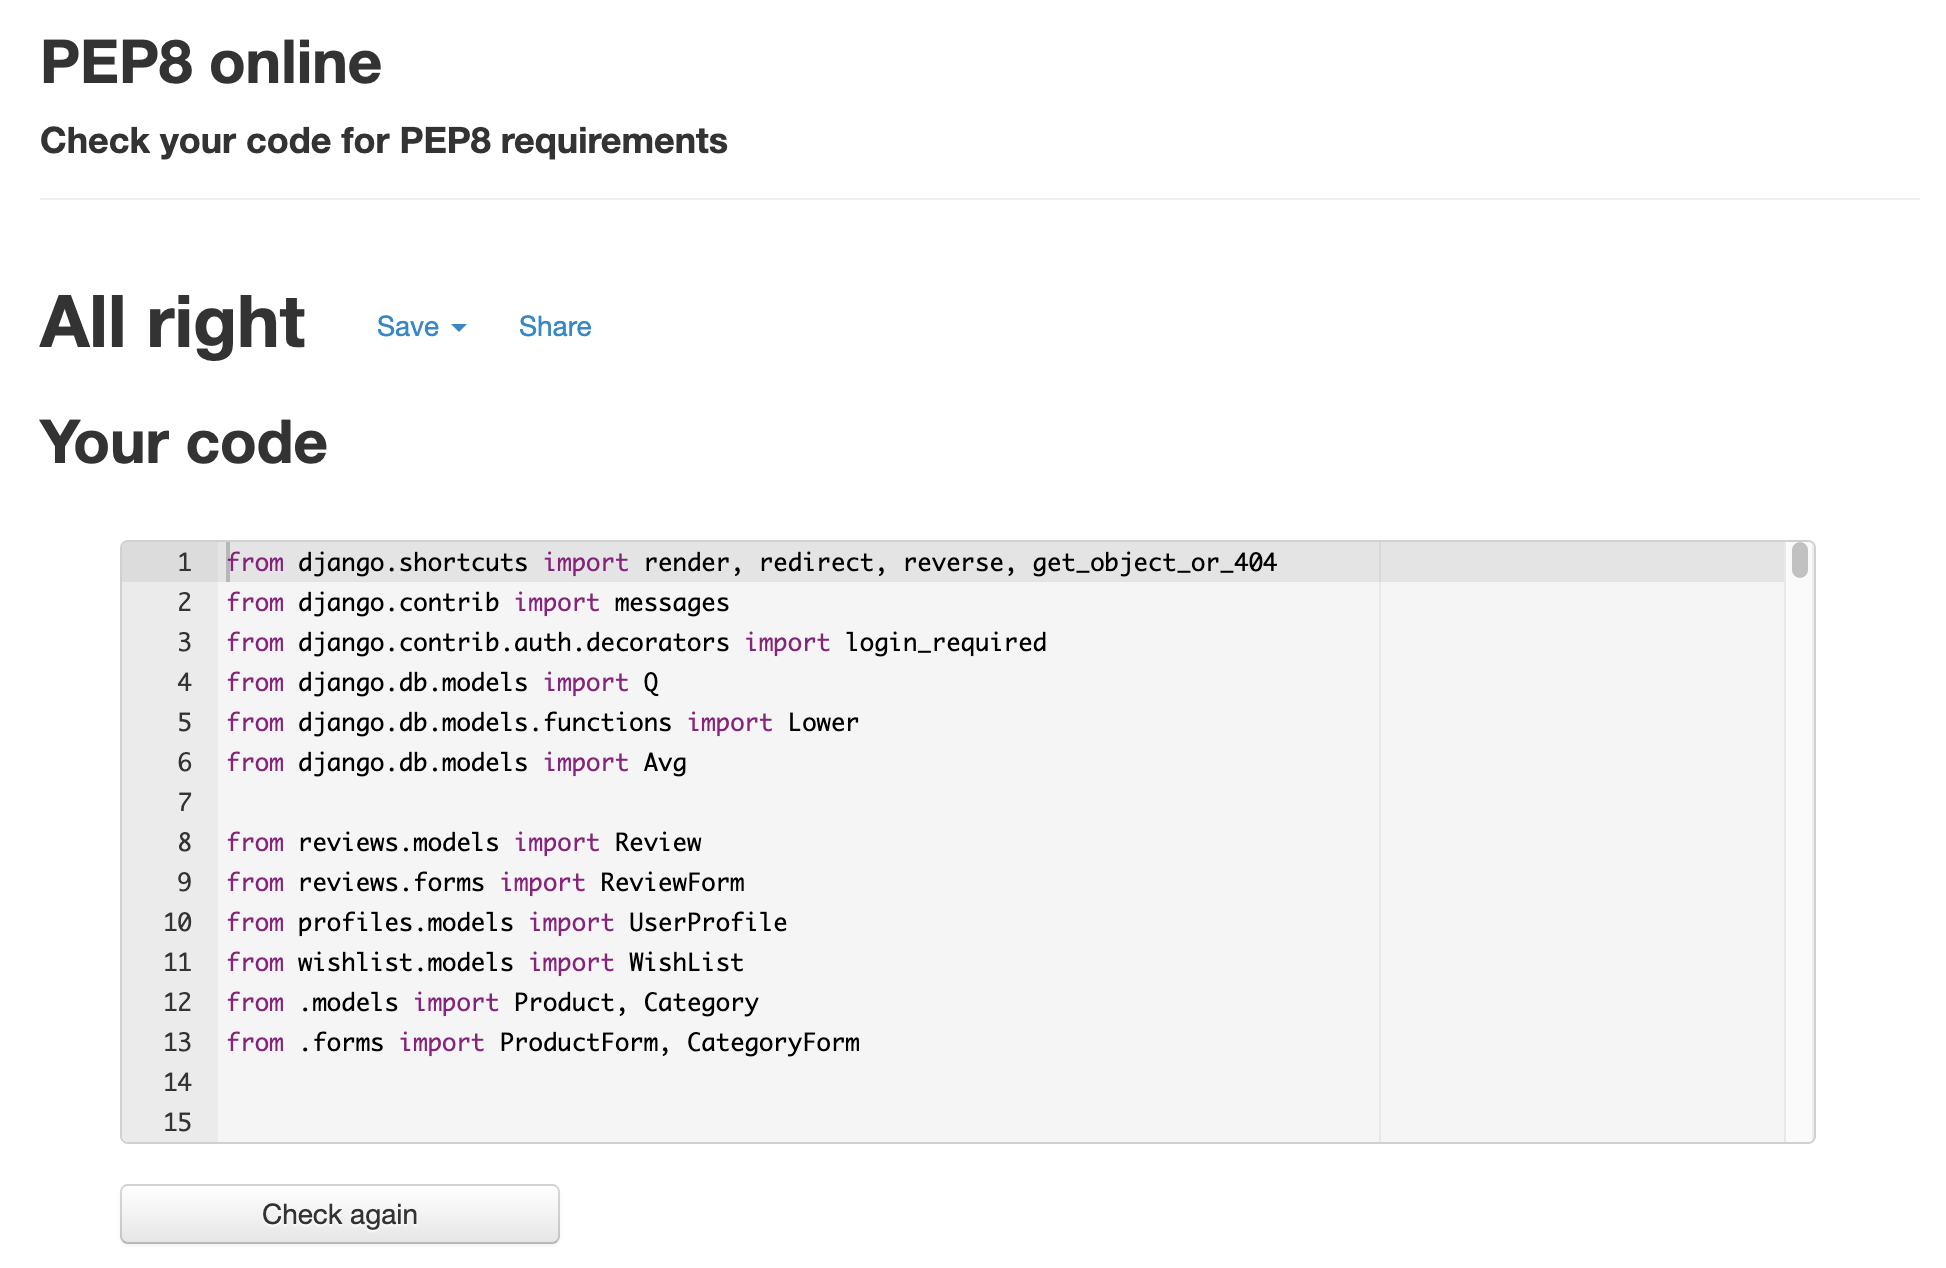 PEP8 online
Check your code for PEP8 requirements
All right Save Share
Your code
1 from django.shortcuts import render, redirect, reverse, get_object_or_404
2 from django.contrib import messages
3 from django.contrib.auth.decorators import login_required
4 from django.db.models import Q
5 from django.db.models.functions import Lower
6 from django.db.models import Avg
7
8 from reviews.models import Review
9 from reviews.forms import ReviewForm
10 from profiles.models import UserProfile
11 from wishlist.models import WishList
12 from .models import Product, Category
13 from .forms import ProductForm, CategoryForm
14
15
Check again